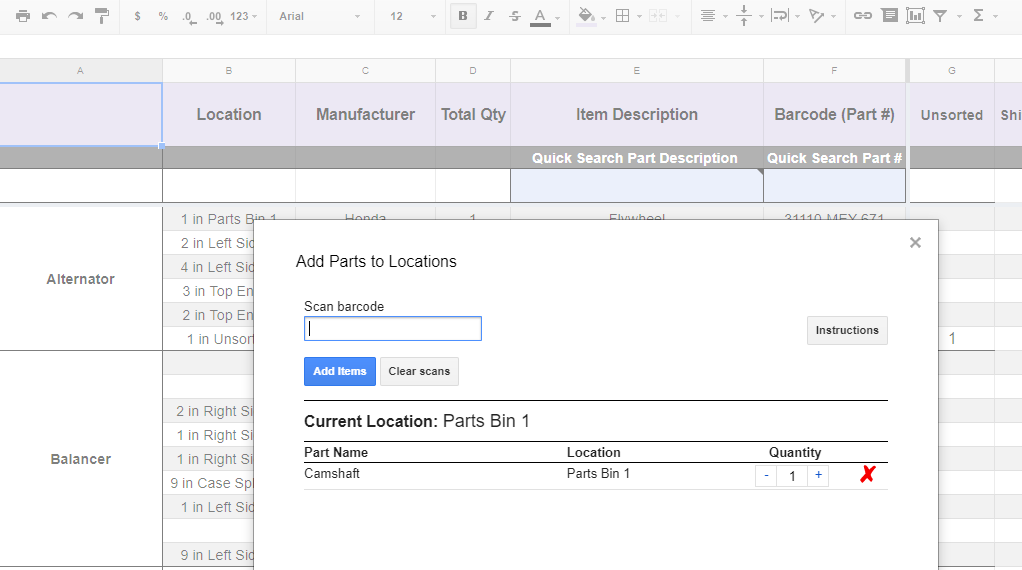 $ % .0 .00 123 Arial 12 B I S A Σ
A B C D E F G
Location Manufacturer Total Qty Item Description Barcode (Part #) Unsorted Shi
Quick Search Part Description Quick Search Part #
1 in Parts Bin 1 Honda 1 Flywheel 31110-MEY-671
2 in Left Sid
4 in Left Sid
Alternator
3 in Top En
2 in Top En
1 in Unsort 1
2 in Right Si
1 in Right Si
Balancer
1 in Right Si
9 in Case Spl
1 in Left Sid
9 in Left Sid
×
Add Parts to Locations
Scan barcode
Instructions
Add Items Clear scans
Current Location: Parts Bin 1
Part Name Location Quantity
Camshaft Parts Bin 1 - 1 + ✘